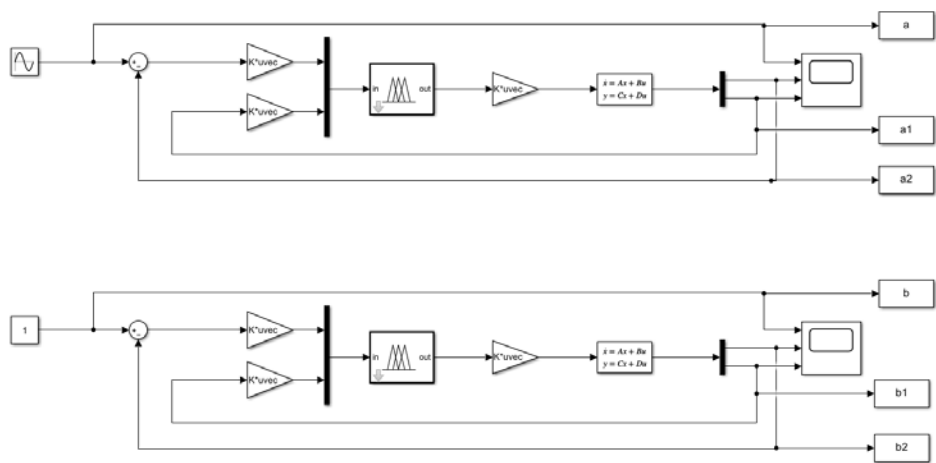 a
+
−
K*uvec
K*uvec
in
out
K*uvec
ẋ = Ax + Bu
y = Cx + Du
a1
a2
b
1
+
−
K*uvec
K*uvec
in
out
K*uvec
ẋ = Ax + Bu
y = Cx + Du
b1
b2